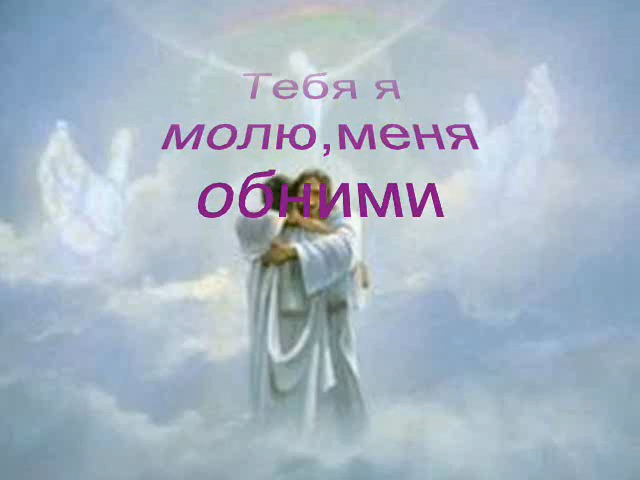 Тебя я
молю,меня
обними